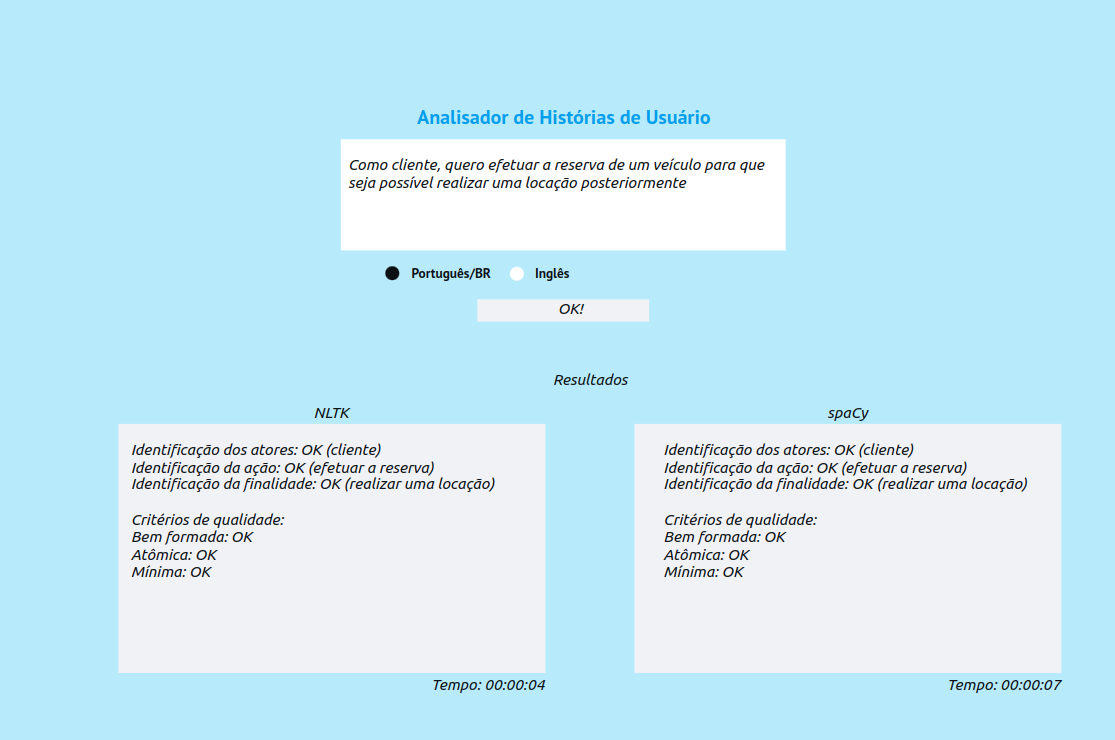 Analisador de Histórias de Usuário
Como cliente, quero efetuar a reserva de um veículo para que
seja possível realizar uma locação posteriormente
Português/BR Inglês
OK!
Resultados
NLTK
Identificação dos atores: OK (cliente)
Identificação da ação: OK (efetuar a reserva)
Identificação da finalidade: OK (realizar uma locação)
Critérios de qualidade:
Bem formada: OK
Atômica: OK
Mínima: OK
Tempo: 00:00:04
spaCy
Identificação dos atores: OK (cliente)
Identificação da ação: OK (efetuar a reserva)
Identificação da finalidade: OK (realizar uma locação)
Critérios de qualidade:
Bem formada: OK
Atômica: OK
Mínima: OK
Tempo: 00:00:07